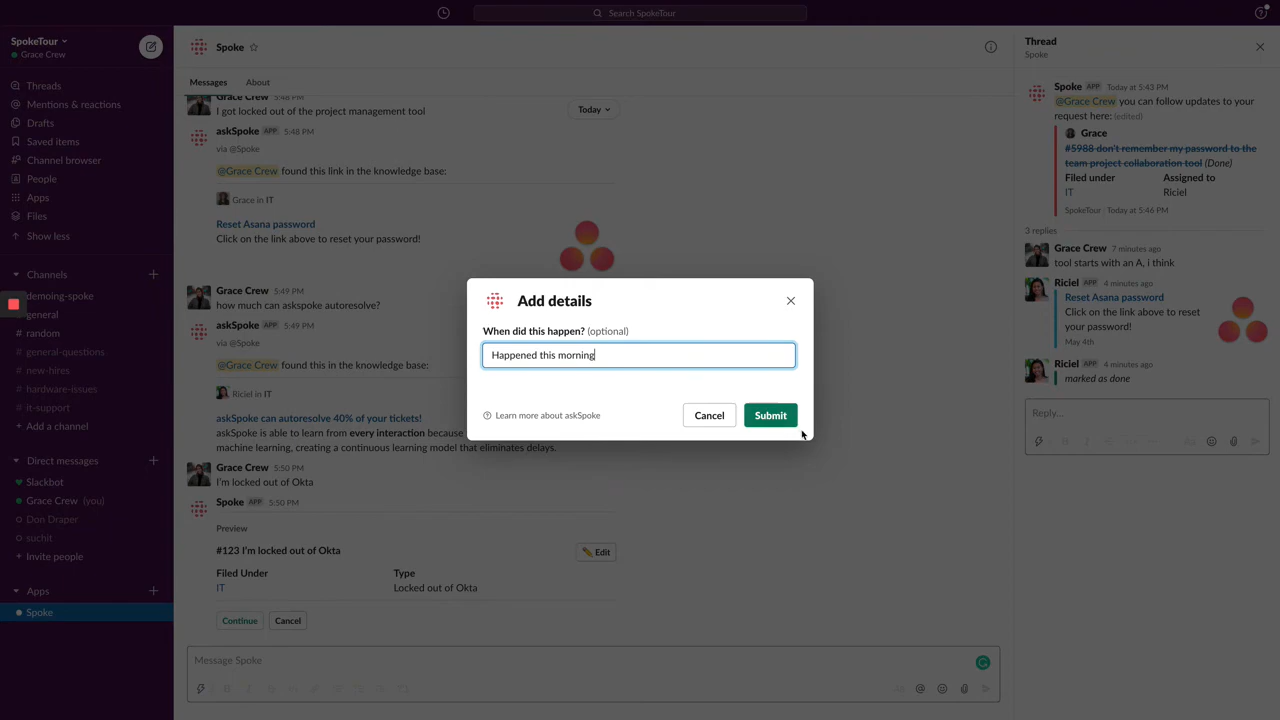 Search SpokeTour
SpokeTour
Grace Crew
Threads
Mentions & reactions
Drafts
Saved items
Channel browser
People
Apps
Files
Show less
Channels
demoing-spoke
general
# random
# general-questions
# new-hires
# hardware-issues
# it-support
+ Add a channel
Direct messages
Slackbot
Grace Crew (you)
Don Draper
suchit
+ Invite people
Apps
Spoke
Spoke
Messages About
Today
Grace Crew 5:48 PM
I got locked out of the project management tool
askSpoke APP 5:48 PM
via @Spoke
@Grace Crew found this link in the knowledge base:
Grace in IT
Reset Asana password
Click on the link above to reset your password!
Grace Crew 5:49 PM
how much can askspoke autoresolve?
askSpoke APP 5:49 PM
via @Spoke
@Grace Crew found this in the knowledge base:
Riciel in IT
askSpoke can autoresolve 40% of your tickets!
askSpoke is able to learn from every interaction because
machine learning, creating a continuous learning model that eliminates delays.
Grace Crew 5:50 PM
I'm locked out of Okta
Spoke APP 5:50 PM
Preview
#123 I'm locked out of Okta
Edit
Filed Under Type
IT Locked out of Okta
Continue Cancel
Message Spoke
Add details
When did this happen? (optional)
Happened this morning
Learn more about askSpoke
Cancel Submit
Thread
Spoke
Spoke APP Today at 5:43 PM
@Grace Crew you can follow updates to your
request here: (edited)
Grace
#5988 don't remember my password to the
team project collaboration tool (Done)
Filed under Assigned to
IT Riciel
SpokeTour · Today at 5:46 PM
3 replies
Grace Crew 7 minutes ago
tool starts with an A, i think
Riciel APP 4 minutes ago
Reset Asana password
Click on the link above to reset
your password!
May 4th
Riciel APP 4 minutes ago
marked as done
Reply...